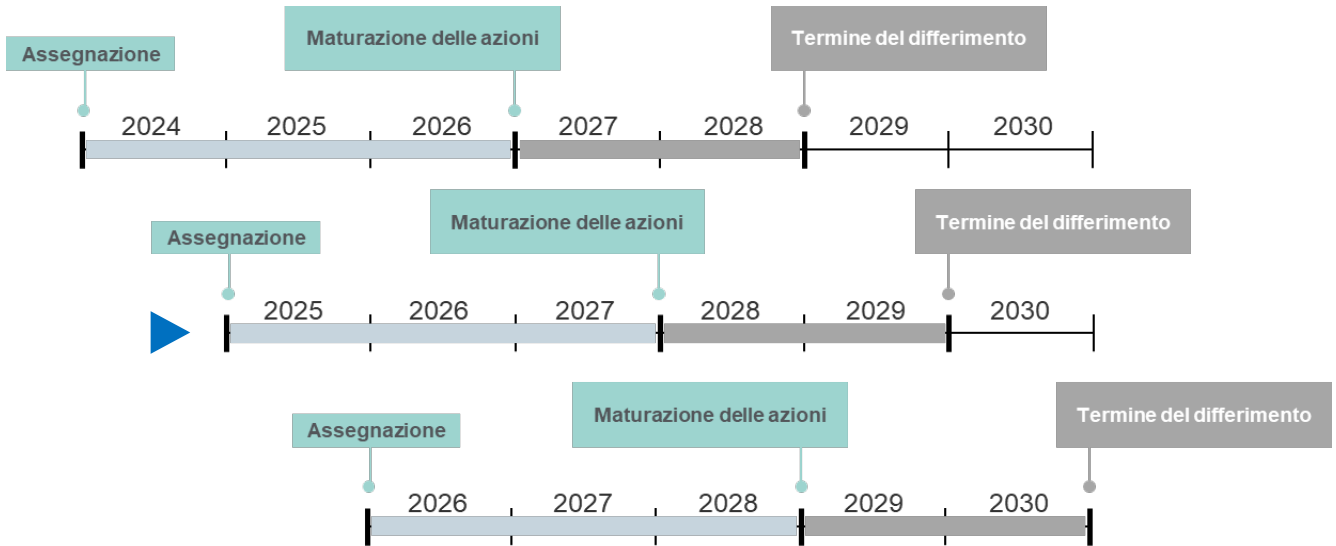 Assegnazione
Maturazione delle azioni
Termine del differimento
2024 2025 2026 2027 2028 2029 2030
Assegnazione
Maturazione delle azioni
Termine del differimento
2025 2026 2027 2028 2029 2030
Assegnazione
Maturazione delle azioni
Termine del differimento
2026 2027 2028 2029 2030